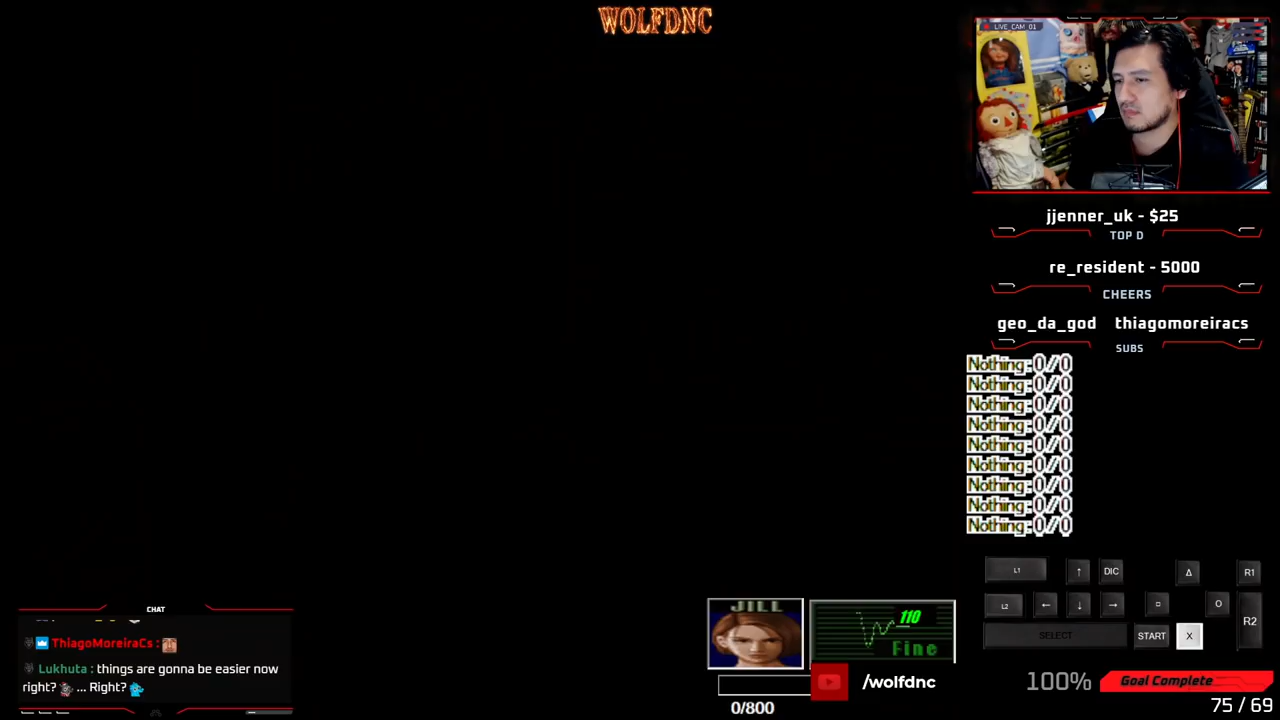 WOLFDNC
LIVE CAM 01
jjenner_uk - $25
TOP D
re_resident - 5000
CHEERS
geo_da_god thiagomoreiracs
SUBS
Nothing:0/0
Nothing:0/0
Nothing:0/0
Nothing:0/0
Nothing:0/0
Nothing:0/0
Nothing:0/0
Nothing:0/0
Nothing:0/0
L1 ↑ DIC Δ R1
L2 ← ↓ → □ O R2
SELECT START X
CHAT
ThiagoMoreiraCs :
Lukhuta : things are gonna be easier now
right? ... Right?
JILL
110
Fine
/wolfdnc
0/800
100% Goal Complete
75 / 69